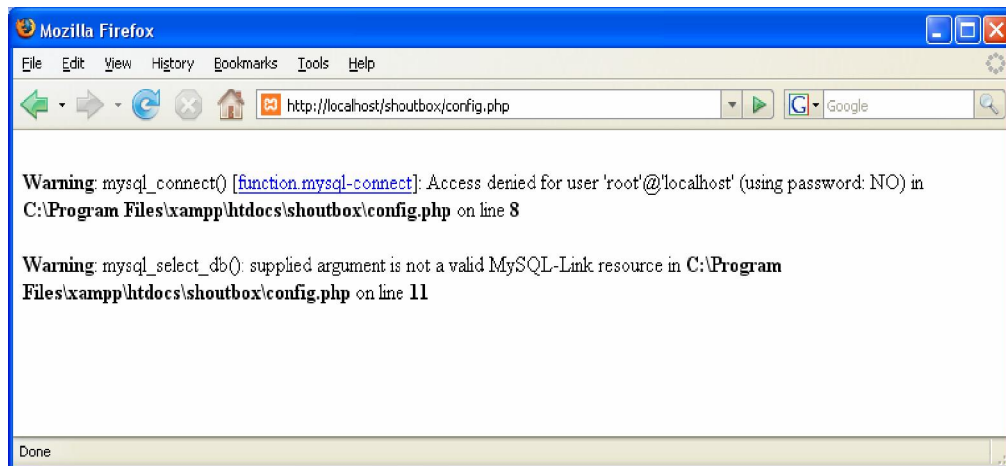 Mozilla Firefox
File Edit View History Bookmarks Tools Help
http://localhost/shoutbox/config.php G Google
Warning: mysql_connect() [function.mysql-connect]: Access denied for user 'root'@'localhost' (using password: NO) in
C:\Program Files\xampp\htdocs\shoutbox\config.php on line 8
Warning: mysql_select_db(): supplied argument is not a valid MySQL-Link resource in C:\Program
Files\xampp\htdocs\shoutbox\config.php on line 11
Done